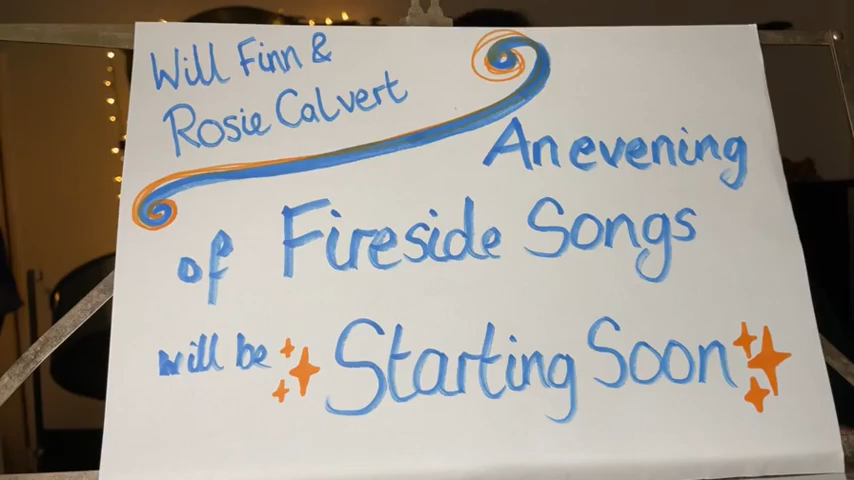 Will Finn &
Rosie Calvert
An evening
of Fireside Songs
will be Starting Soon